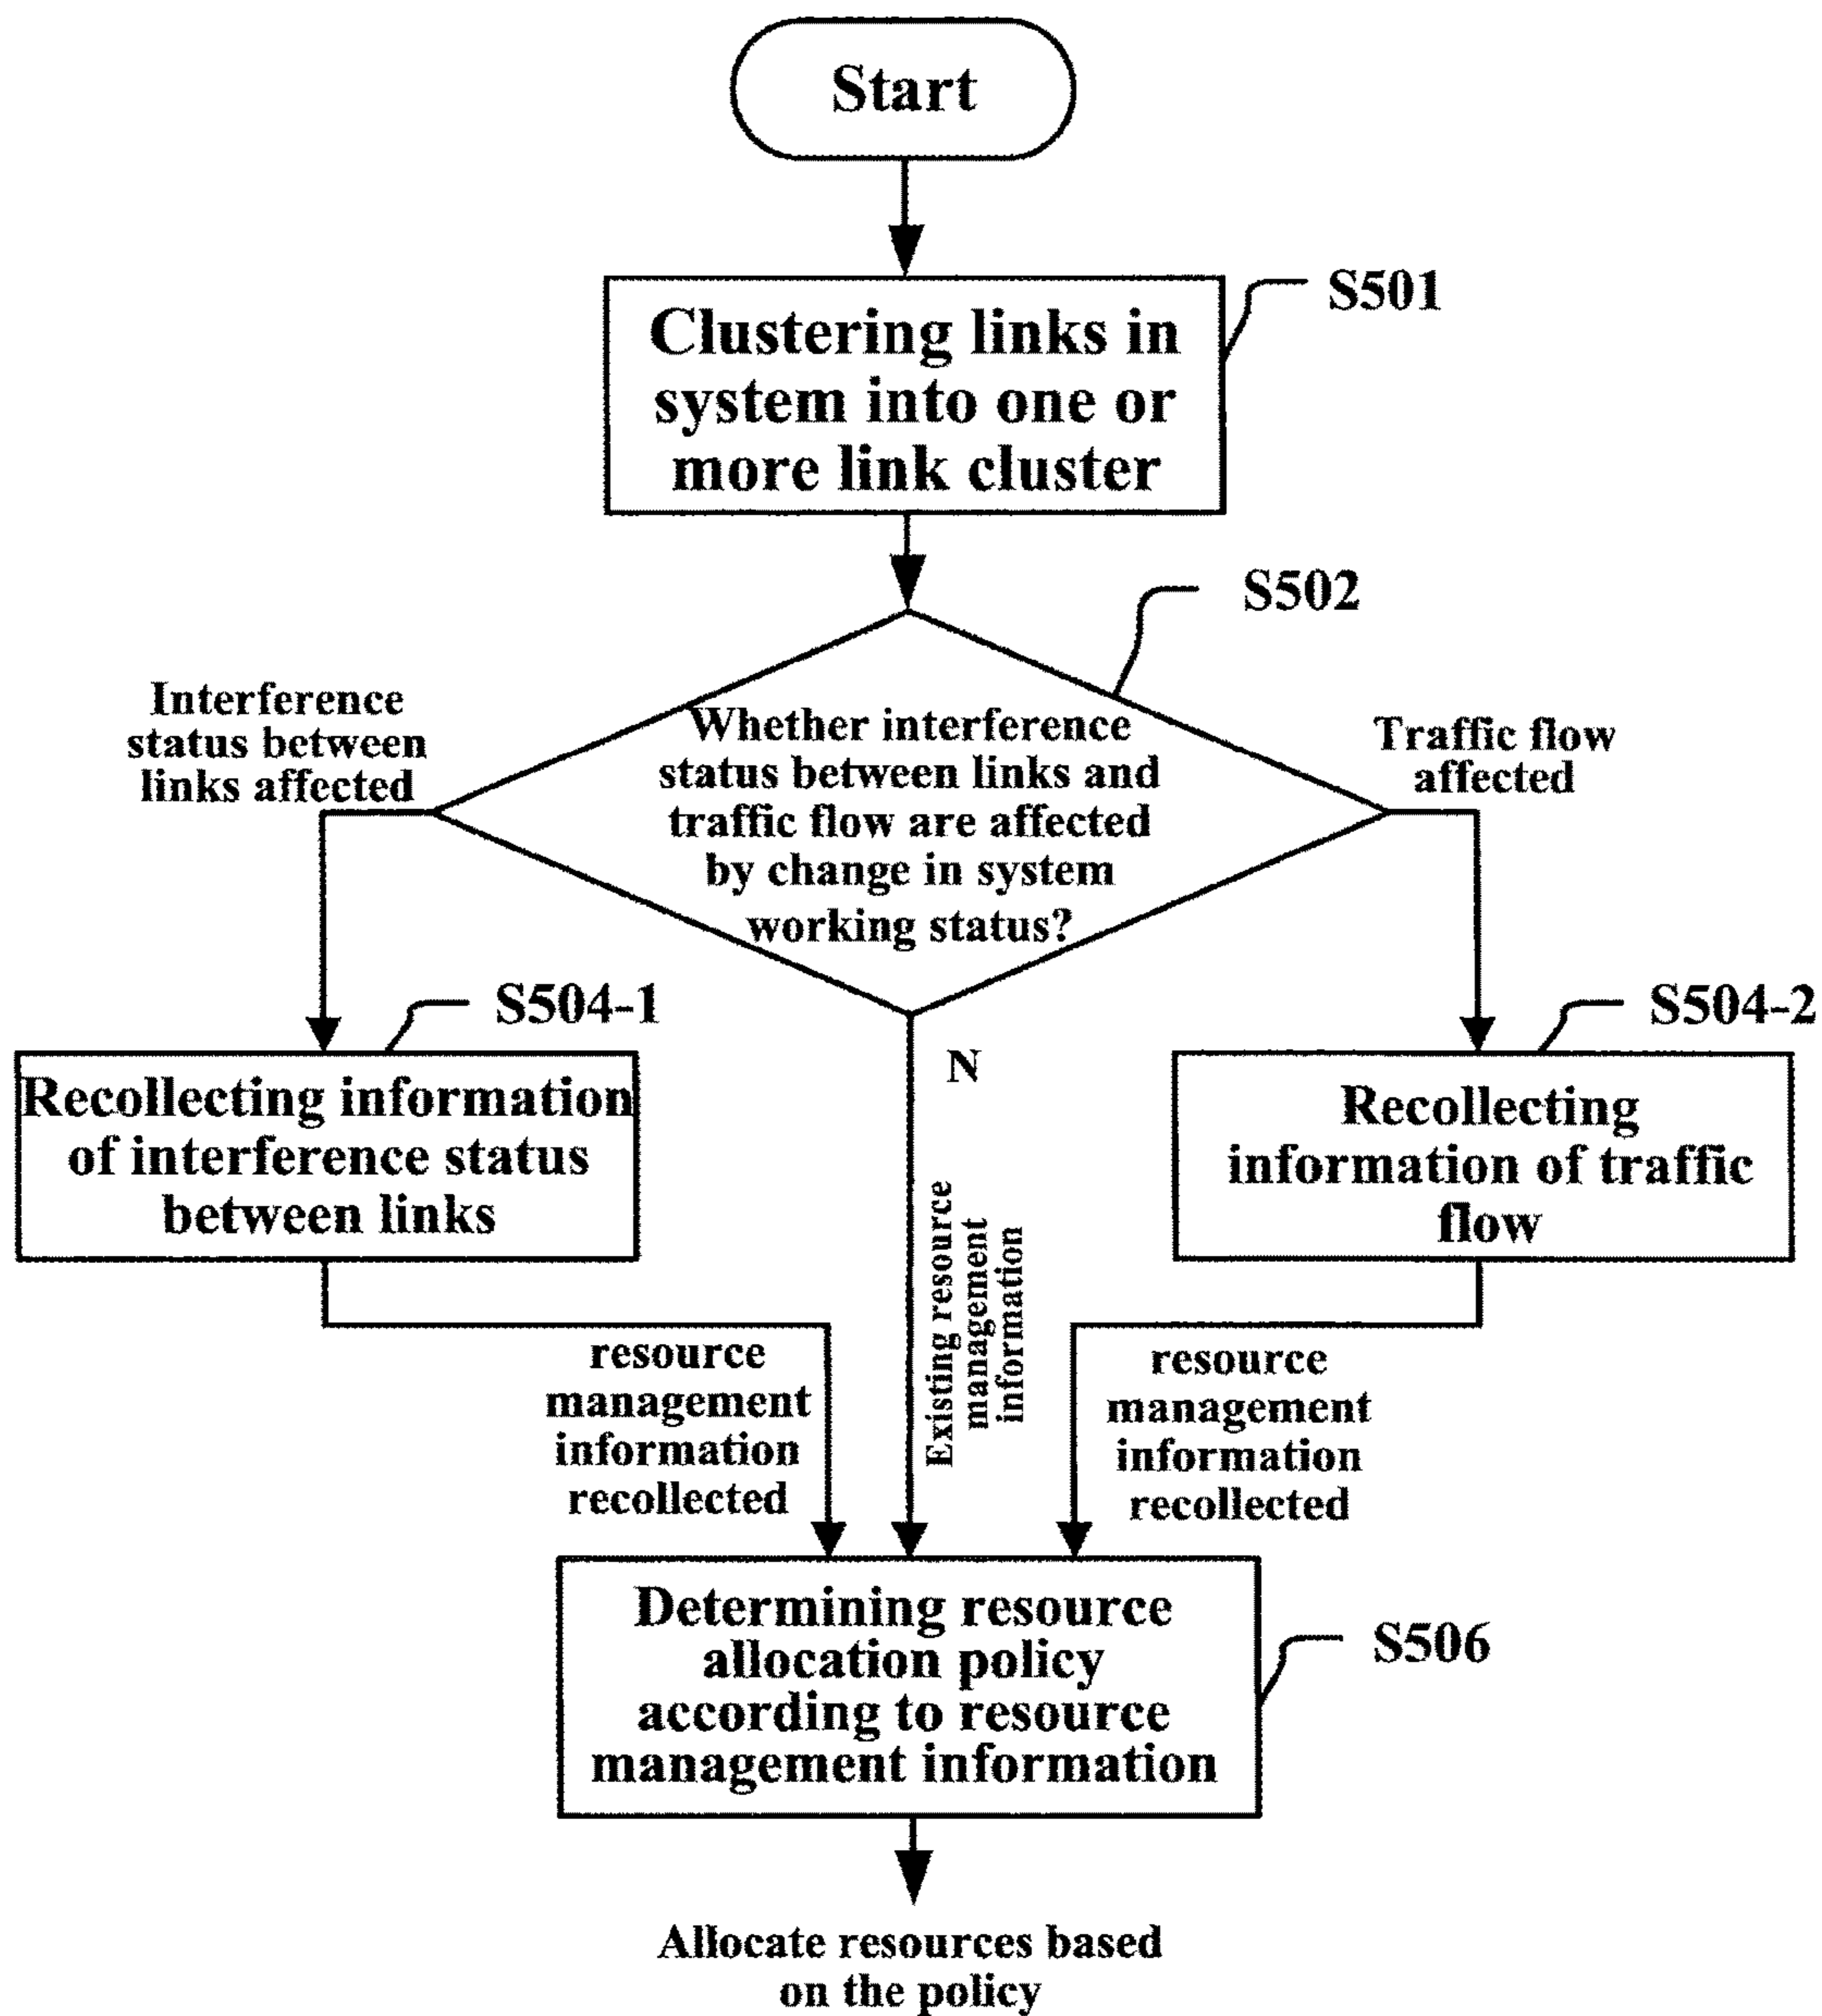 Start
S501
Clustering links in
system into one or
more link cluster
S502
Interference
status between
links affected
Whether interference
status between links and
traffic flow are affected
by change in system
working status?
Traffic flow
affected
S504-1
N
S504-2
Recollecting information
of interference status
between links
Recollecting
information of traffic
flow
Existing resource
management
information
resource
management
information
recollected
resource
management
information
recollected
Determining resource
allocation policy
according to resource
management information
S506
Allocate resources based
on the policy